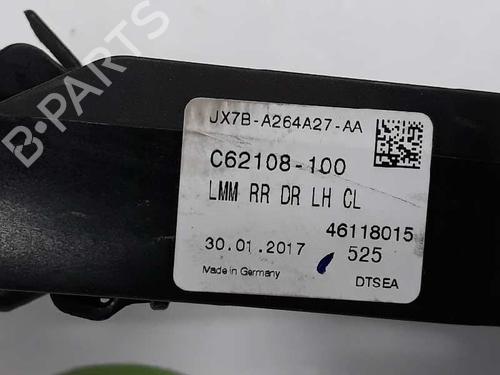 JX7B-A264A27-AA
C62108-100
LMM RR DR LH CL
46118015
30.01.2017 525
Made in Germany DTSEA
B-PARTS